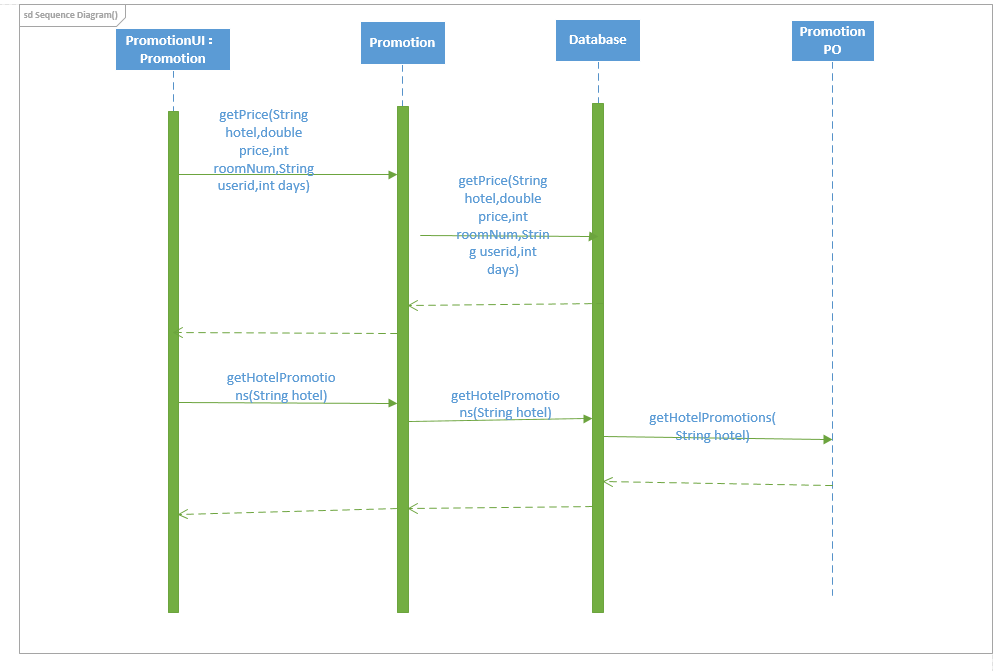 sd Sequence Diagram()
PromotionUI：
Promotion
Promotion
Database
Promotion
PO
getPrice(String
hotel,double
price,int
roomNum,String
userid,int days)
getPrice(String
hotel,double
price,int
roomNum,Strin
g userid,int
days)
getHotelPromotio
ns(String hotel)
getHotelPromotio
ns(String hotel)
getHotelPromotions(
String hotel)